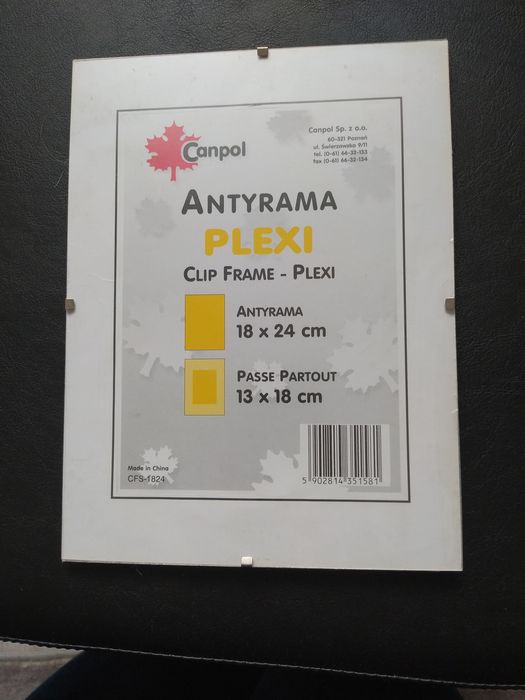 Canpol
Canpol Sp. z o.o.
60-321 Poznań
ul. Świerzawska 9/11
tel. (0-61) 66-32-133
fax (0-61) 66-32-134
ANTYRAMA
PLEXI
CLIP FRAME - PLEXI
ANTYRAMA
18 x 24 cm
PASSE PARTOUT
13 x 18 cm
Made in China
CFS-1824
5 902814 351581